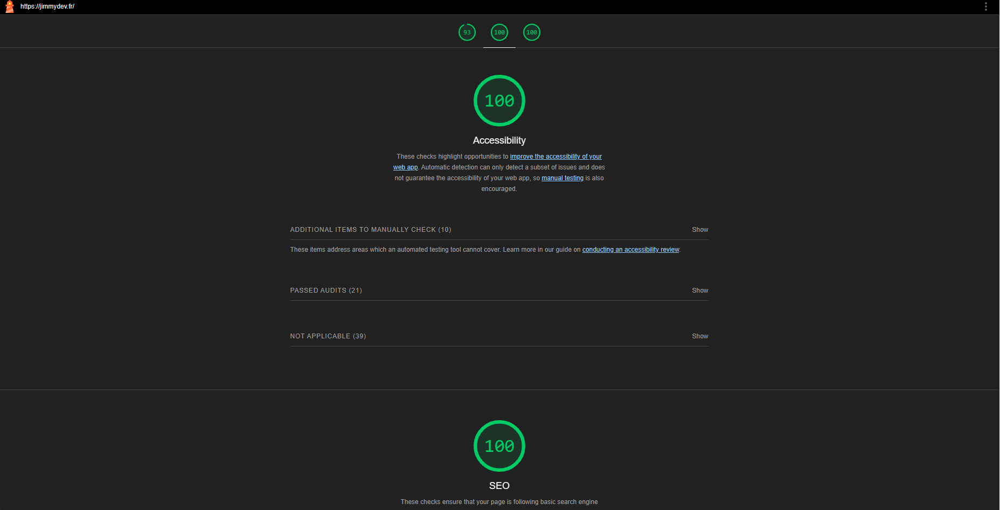 https://jimmydev.fr/
93 100 100
100
Accessibility
These checks highlight opportunities to improve the accessibility of your
web app. Automatic detection can only detect a subset of issues and does
not guarantee the accessibility of your web app, so manual testing is also
encouraged.
ADDITIONAL ITEMS TO MANUALLY CHECK (10) Show
These items address areas which an automated testing tool cannot cover. Learn more in our guide on conducting an accessibility review.
PASSED AUDITS (21) Show
NOT APPLICABLE (39) Show
100
SEO
These checks ensure that your page is following basic search engine